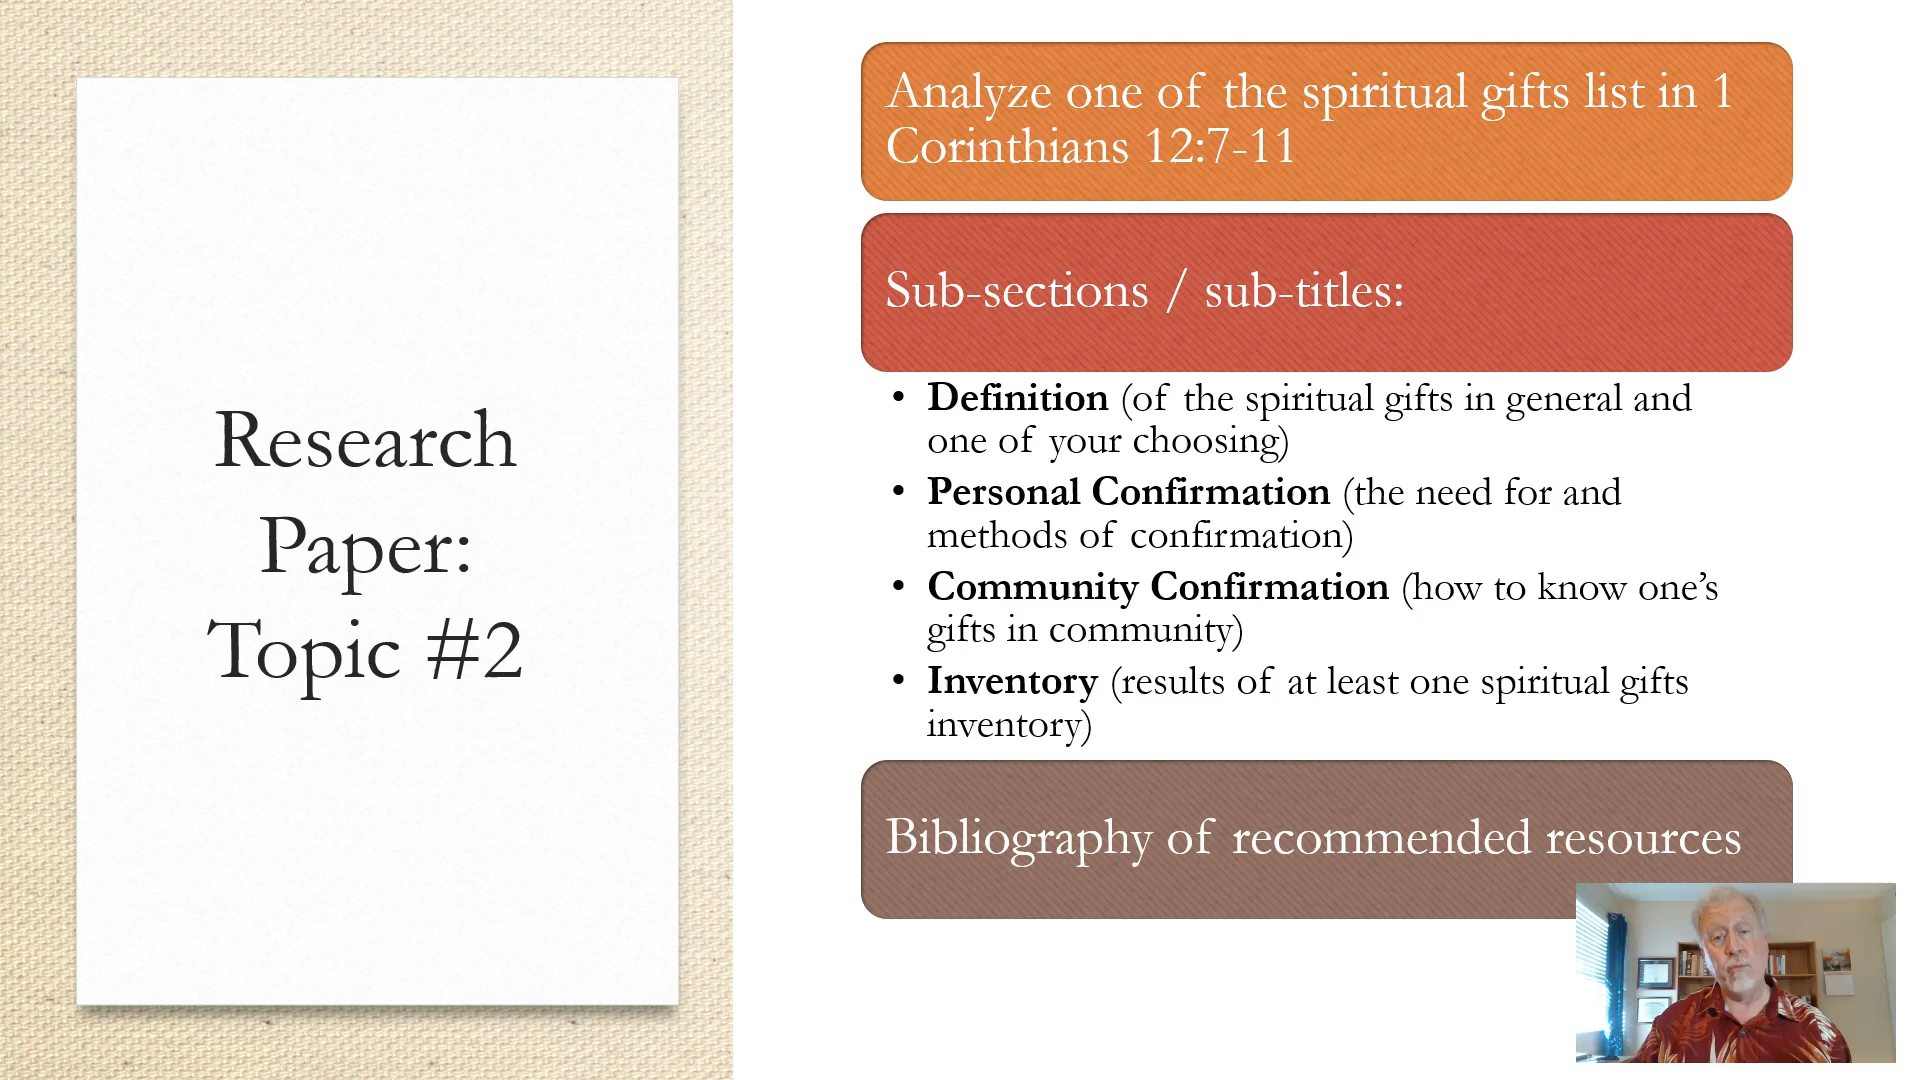 Research
Paper:
Topic #2
Analyze one of the spiritual gifts list in 1
Corinthians 12:7-11
Sub-sections / sub-titles:
• Definition (of the spiritual gifts in general and
one of your choosing)
• Personal Confirmation (the need for and
methods of confirmation)
• Community Confirmation (how to know one’s
gifts in community)
• Inventory (results of at least one spiritual gifts
inventory)
Bibliography of recommended resources